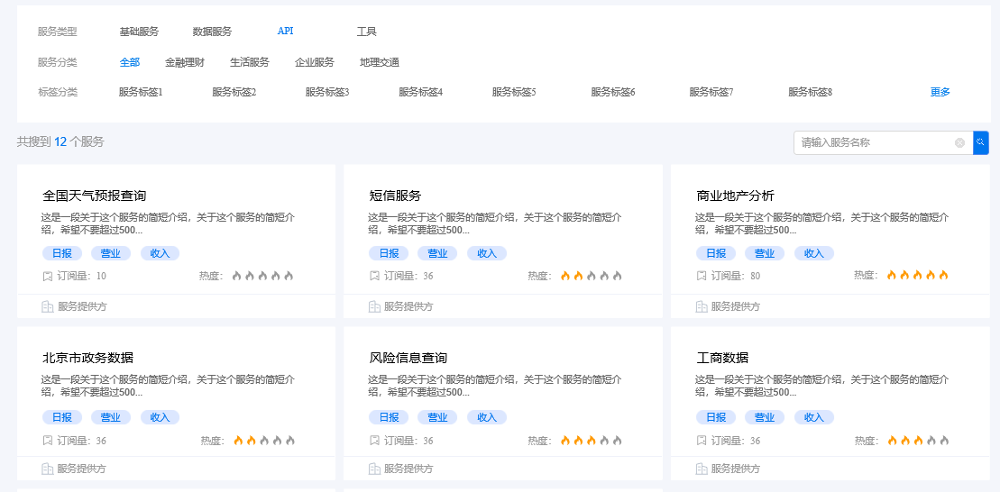 服务类型 基础服务 数据服务 API 工具
服务分类 全部 金融理财 生活服务 企业服务 地理交通
标签分类 服务标签1 服务标签2 服务标签3 服务标签4 服务标签5 服务标签6 服务标签7 服务标签8 更多
共搜到 12 个服务 请输入服务名称
全国天气预报查询
这是一段关于这个服务的简短介绍，关于这个服务的简短介
绍，希望不要超过500...
日报 营业 收入
订阅量：10 热度：
服务提供方
短信服务
这是一段关于这个服务的简短介绍，关于这个服务的简短介
绍，希望不要超过500...
日报 营业 收入
订阅量：36 热度：
服务提供方
商业地产分析
这是一段关于这个服务的简短介绍，关于这个服务的简短介
绍，希望不要超过500...
日报 营业 收入
订阅量：80 热度：
服务提供方
北京市政务数据
这是一段关于这个服务的简短介绍，关于这个服务的简短介
绍，希望不要超过500...
日报 营业 收入
订阅量：36 热度：
服务提供方
风险信息查询
这是一段关于这个服务的简短介绍，关于这个服务的简短介
绍，希望不要超过500...
日报 营业 收入
订阅量：36 热度：
服务提供方
工商数据
这是一段关于这个服务的简短介绍，关于这个服务的简短介
绍，希望不要超过500...
日报 营业 收入
订阅量：36 热度：
服务提供方